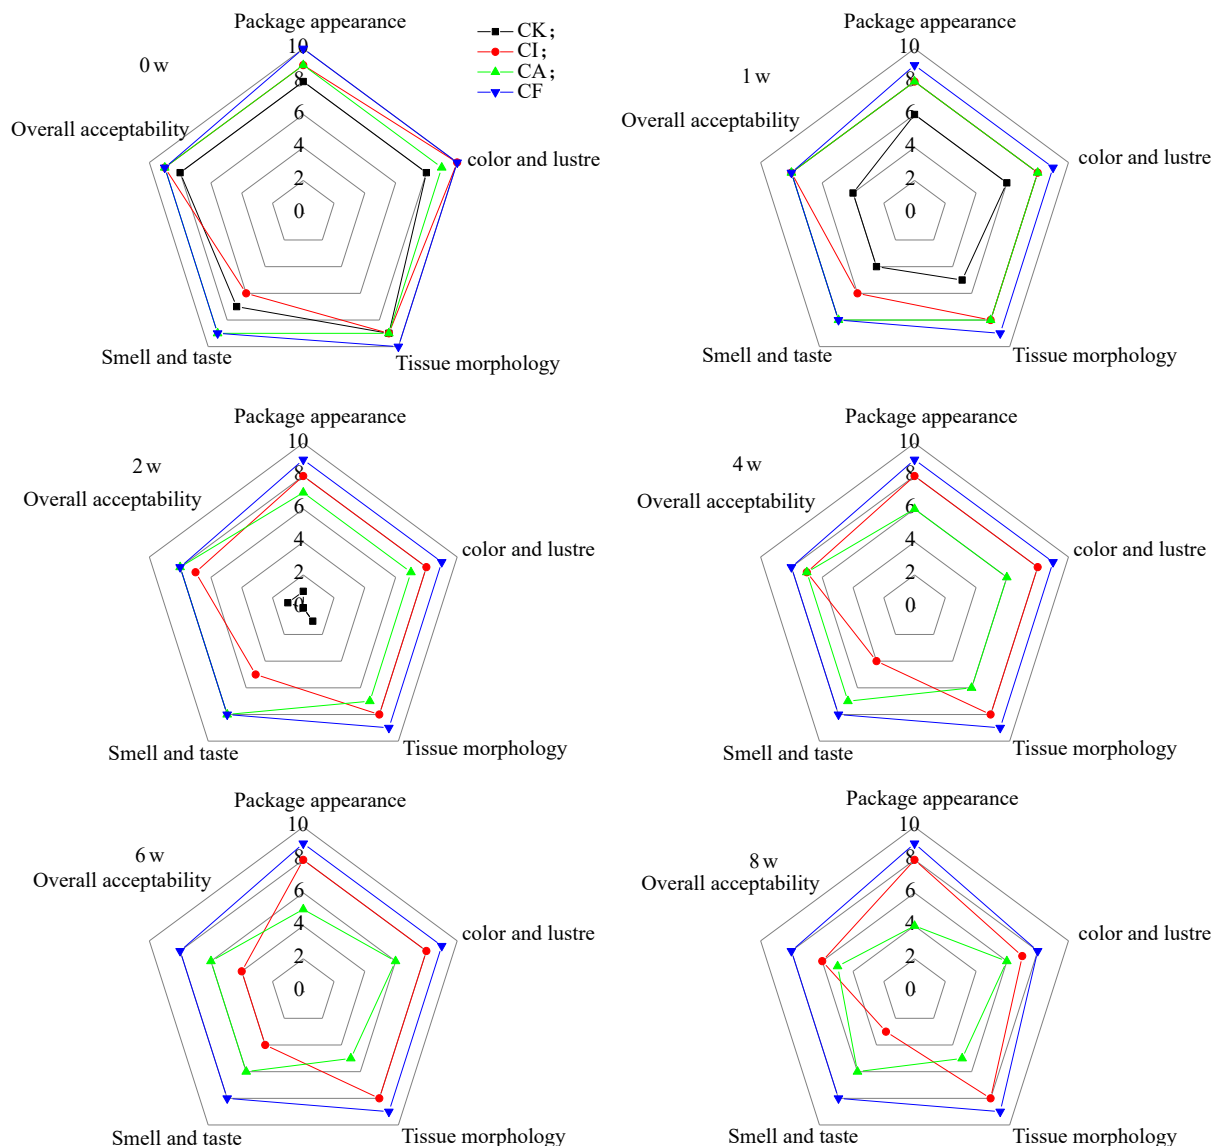 Package appearance
10
8
6
4
2
0
0 w
Overall acceptability
color and lustre
Smell and taste
Tissue morphology
CK；
CI；
CA；
CF
Package appearance
10
8
6
4
2
0
1 w
Overall acceptability
color and lustre
Smell and taste
Tissue morphology
Package appearance
10
8
6
4
2
0
2 w
Overall acceptability
color and lustre
Smell and taste
Tissue morphology
Package appearance
10
8
6
4
2
0
4 w
Overall acceptability
color and lustre
Smell and taste
Tissue morphology
Package appearance
10
8
6
4
2
0
6 w
Overall acceptability
color and lustre
Smell and taste
Tissue morphology
Package appearance
10
8
6
4
2
0
8 w
Overall acceptability
color and lustre
Smell and taste
Tissue morphology